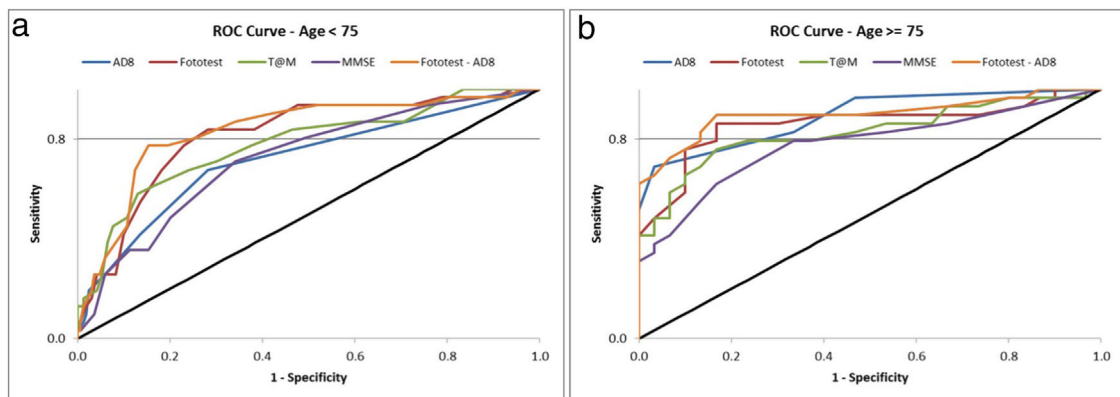 a
ROC Curve - Age < 75
AD8 Fototest T@M MMSE Fototest - AD8
0.8
Sensitivity
0.0
0.0 0.2 0.4 0.6 0.8 1.0
1 - Specificity
b
ROC Curve - Age >= 75
AD8 Fototest T@M MMSE Fototest - AD8
0.8
Sensitivity
0.0
0.0 0.2 0.4 0.6 0.8 1.0
1 - Specificity